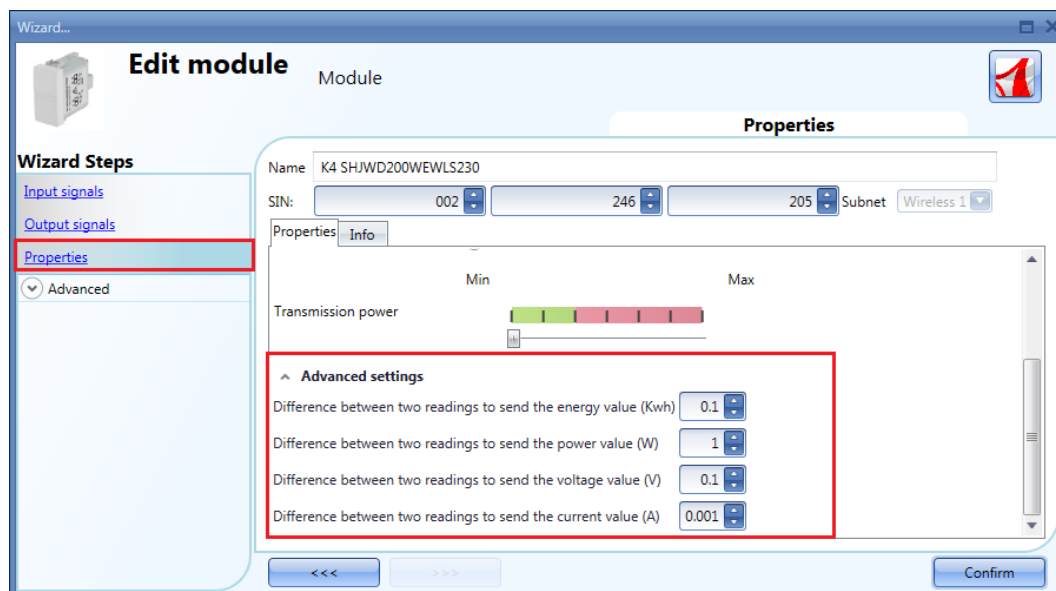 Wizard...
Edit module
Module
Properties
Wizard Steps
Input signals
Output signals
Properties
Advanced
Name K4 SHJWD200WEWLS230
SIN: 002 246 205 Subnet Wireless 1
Properties Info
Min Max
Transmission power
Advanced settings
Difference between two readings to send the energy value (Kwh) 0.1
Difference between two readings to send the power value (W) 1
Difference between two readings to send the voltage value (V) 0.1
Difference between two readings to send the current value (A) 0.001
<<< >>> Confirm